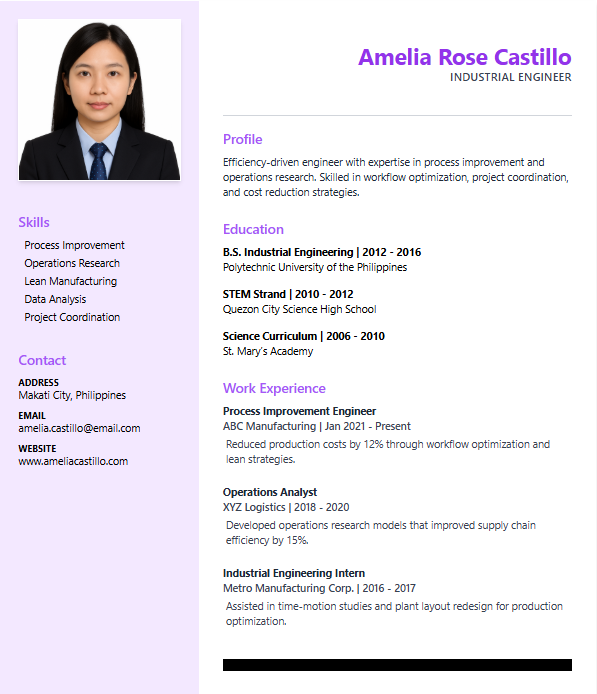 Amelia Rose Castillo
INDUSTRIAL ENGINEER
Skills
Process Improvement
Operations Research
Lean Manufacturing
Data Analysis
Project Coordination
Contact
ADDRESS
Makati City, Philippines
EMAIL
amelia.castillo@email.com
WEBSITE
www.ameliacastillo.com
Profile
Efficiency-driven engineer with expertise in process improvement and
operations research. Skilled in workflow optimization, project coordination,
and cost reduction strategies.
Education
B.S. Industrial Engineering | 2012 - 2016
Polytechnic University of the Philippines
STEM Strand | 2010 - 2012
Quezon City Science High School
Science Curriculum | 2006 - 2010
St. Mary's Academy
Work Experience
Process Improvement Engineer
ABC Manufacturing | Jan 2021 - Present
Reduced production costs by 12% through workflow optimization and
lean strategies.
Operations Analyst
XYZ Logistics | 2018 - 2020
Developed operations research models that improved supply chain
efficiency by 15%.
Industrial Engineering Intern
Metro Manufacturing Corp. | 2016 - 2017
Assisted in time-motion studies and plant layout redesign for production
optimization.